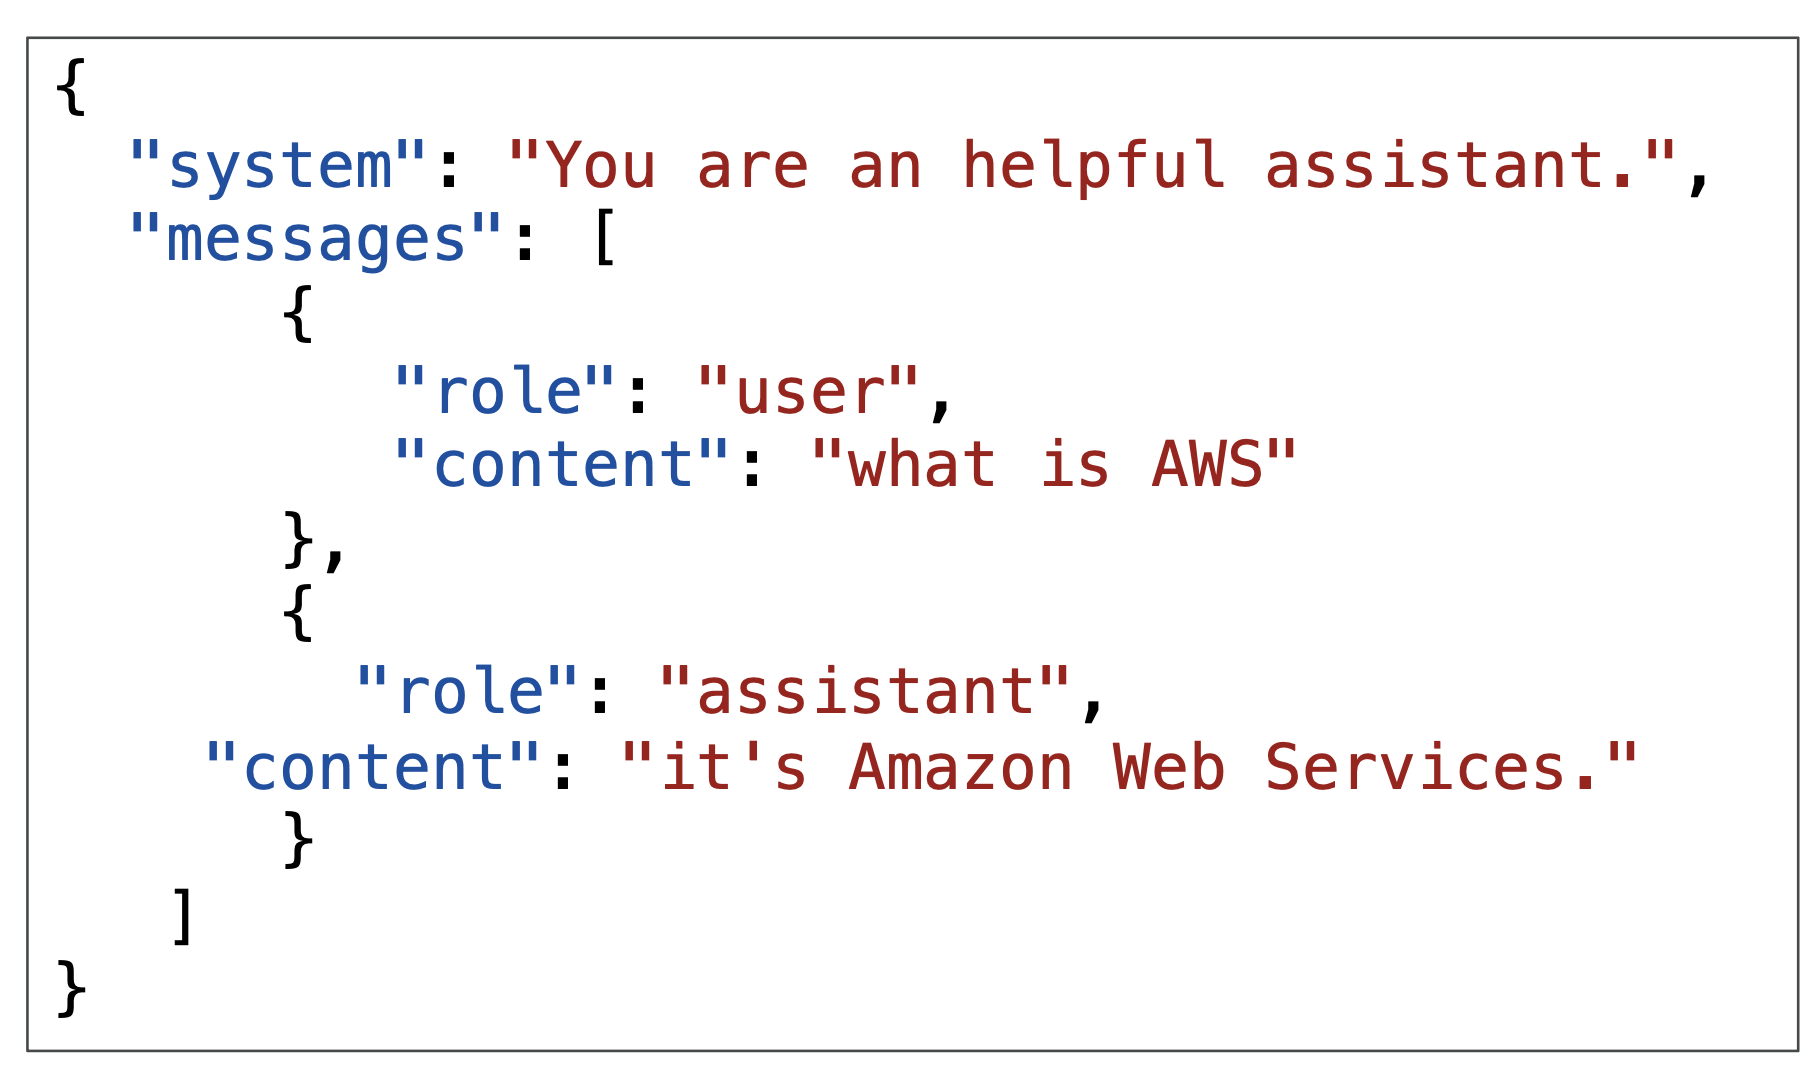 {
  "system": "You are an helpful assistant.",
  "messages": [
      {
         "role": "user",
         "content": "what is AWS"
      },
      {
        "role": "assistant",
    "content": "it's Amazon Web Services."
      }
   ]
}